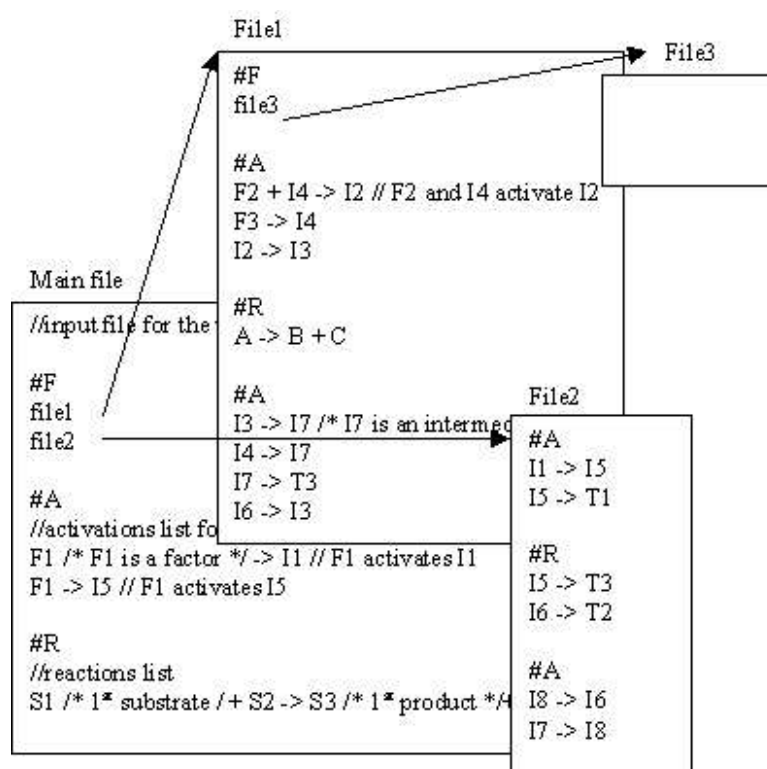 File1
File3
#F
file3
#A
F2 + I4 -> I2 // F2 and I4 activate I2
F3 -> I4
I2 -> I3
#R
A -> B + C
#A
I3 -> I7 /* I7 is an
I4 -> I7
I7 -> T3
I6 -> I3
Main file
//input file for the
#F
file1
file2
#A
//activations list
F1 /* F1 is a factor */ -> I1 // F1 activates I1
F1 -> I5 // F1 activates I5
#R
//reactions list
S1 /* 1st substrate /+ S2 -> S3 /* 1st product */+
File2
#A
I1 -> I5
I5 -> T1
#R
I5 -> T3
I6 -> T2
#A
I8 -> I6
I7 -> I8